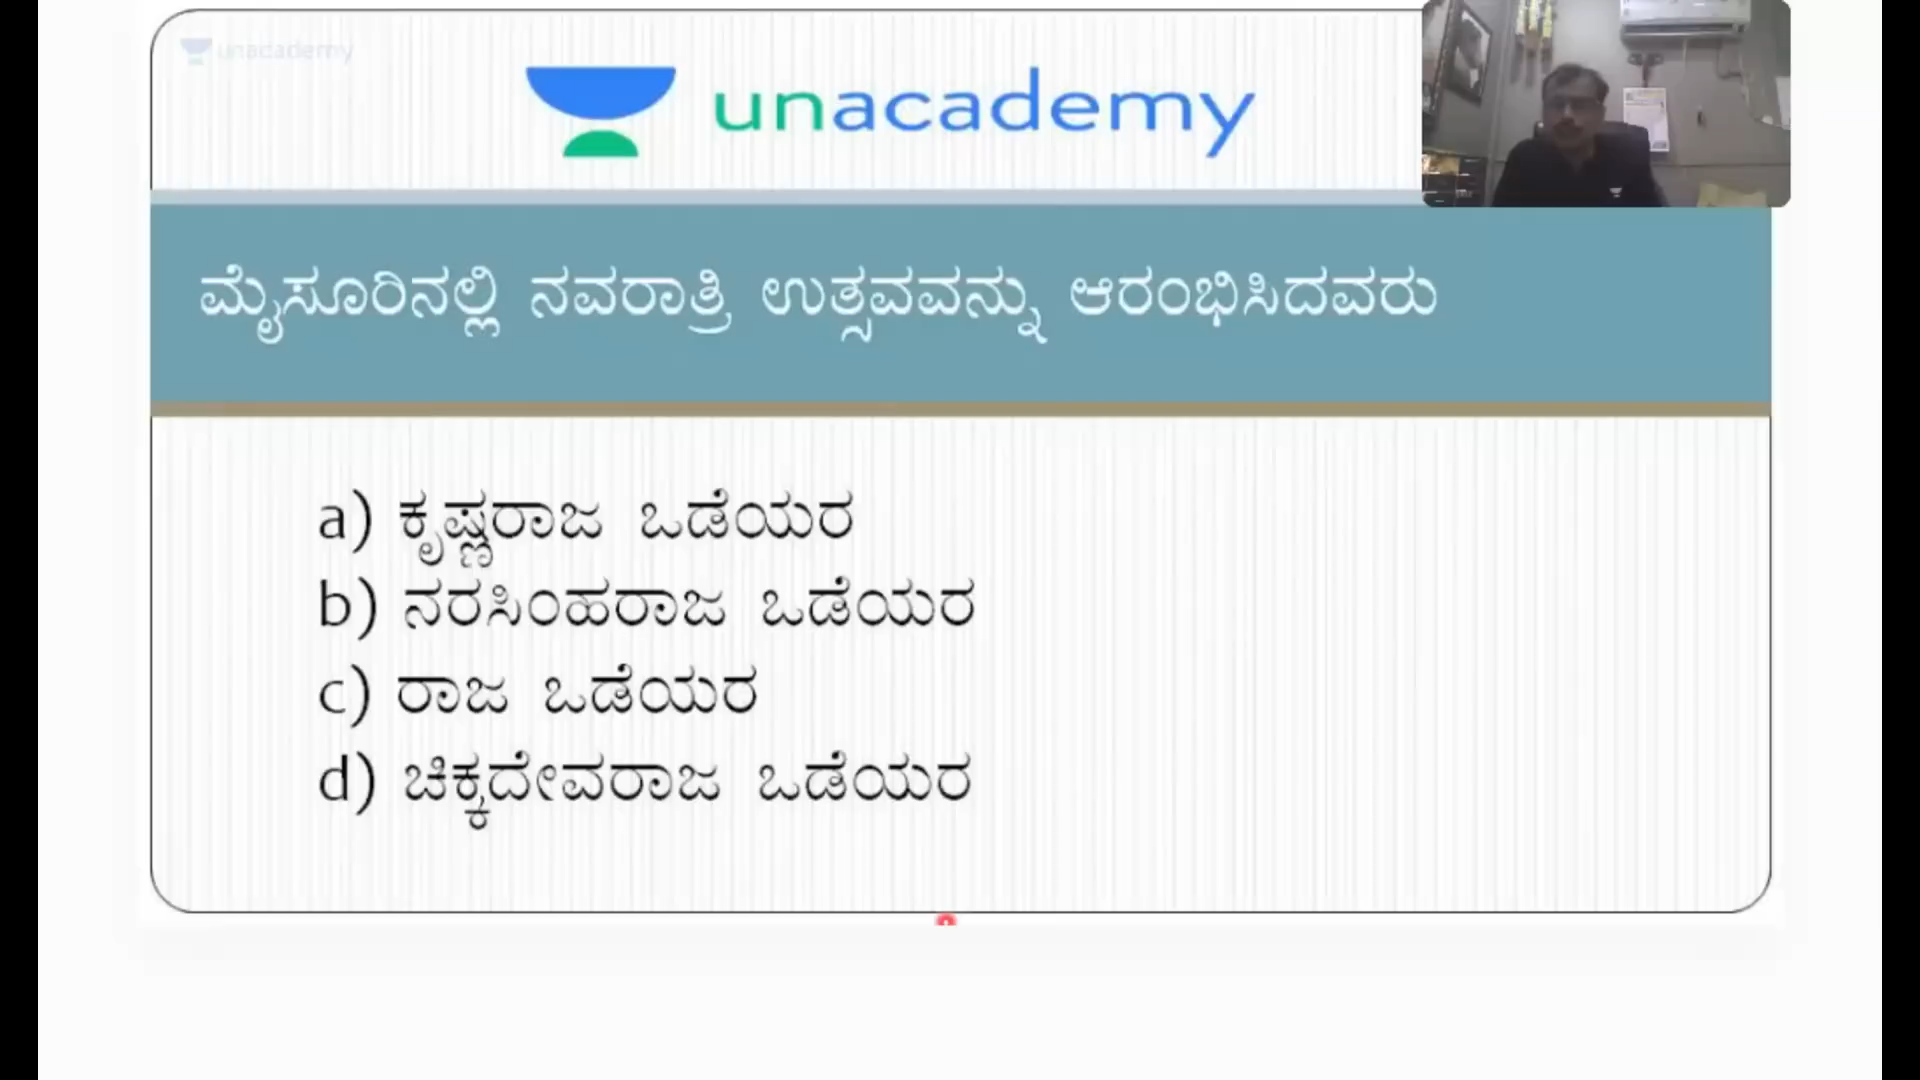 unacademy
unacademy
ಮೈಸೂರಿನಲ್ಲಿ ನವರಾತ್ರಿ ಉತ್ಸವವನ್ನು ಆರಂಭಿಸಿದವರು
a) ಕೃಷ್ಣರಾಜ ಒಡೆಯರ
b) ನರಸಿಂಹರಾಜ ಒಡೆಯರ
c) ರಾಜ ಒಡೆಯರ
d) ಚಿಕ್ಕದೇವರಾಜ ಒಡೆಯರ